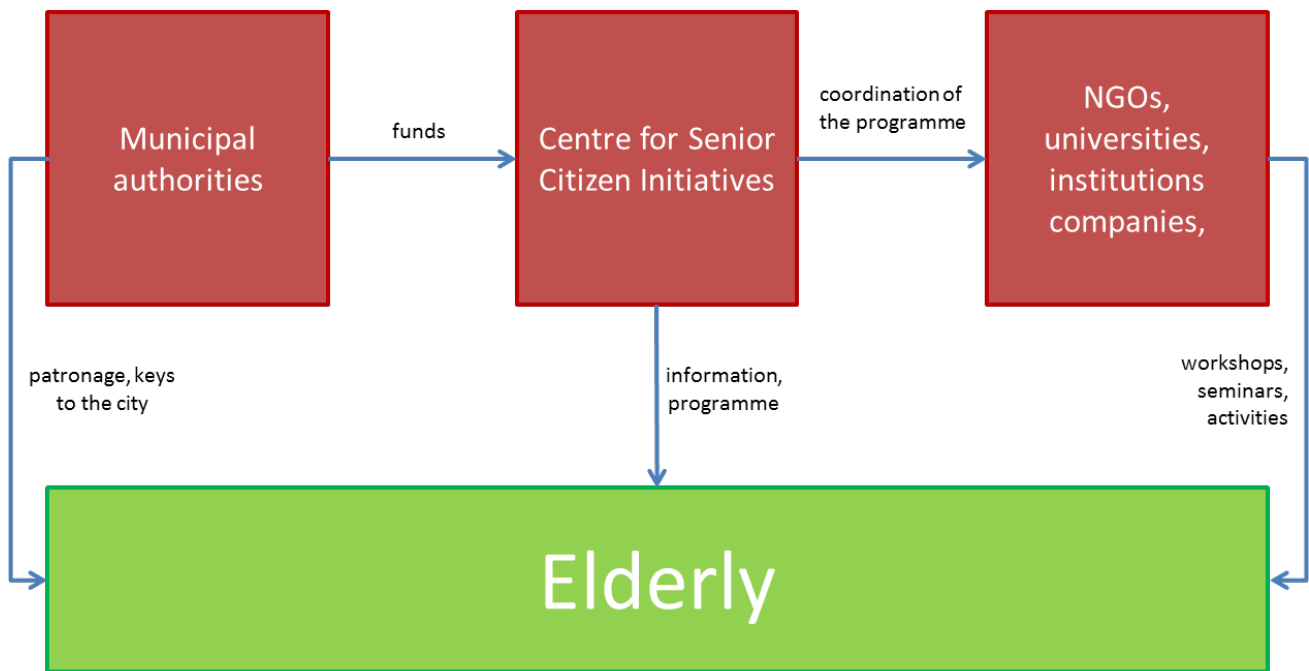 Municipal
authorities
funds
Centre for Senior
Citizen Initiatives
coordination of
the programme
NGOs,
universities,
institutions
companies,
patronage, keys
to the city
information,
programme
workshops,
seminars,
activities
Elderly